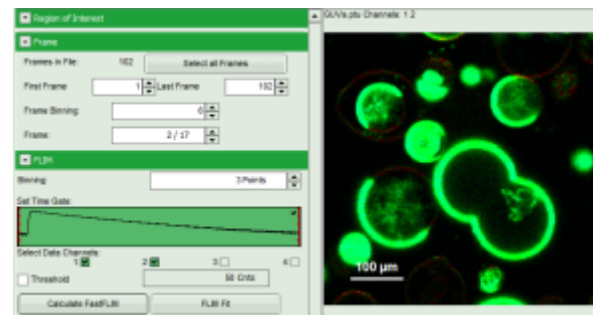 Region of Interest
Frame
Frames in File: 102 Select all Frames
First Frame 1 Last Frame 102
Frame Binning: 6
Frame: 2 / 17
FLIM
Binning: 3 Points
Set Time Gate:
Select Data Channels:
1 2 3 4
Threshold 50 Cnts
Calculate FastFLIM FLIM Fit
GUVs.ptu Channels: 1 2
100 µm